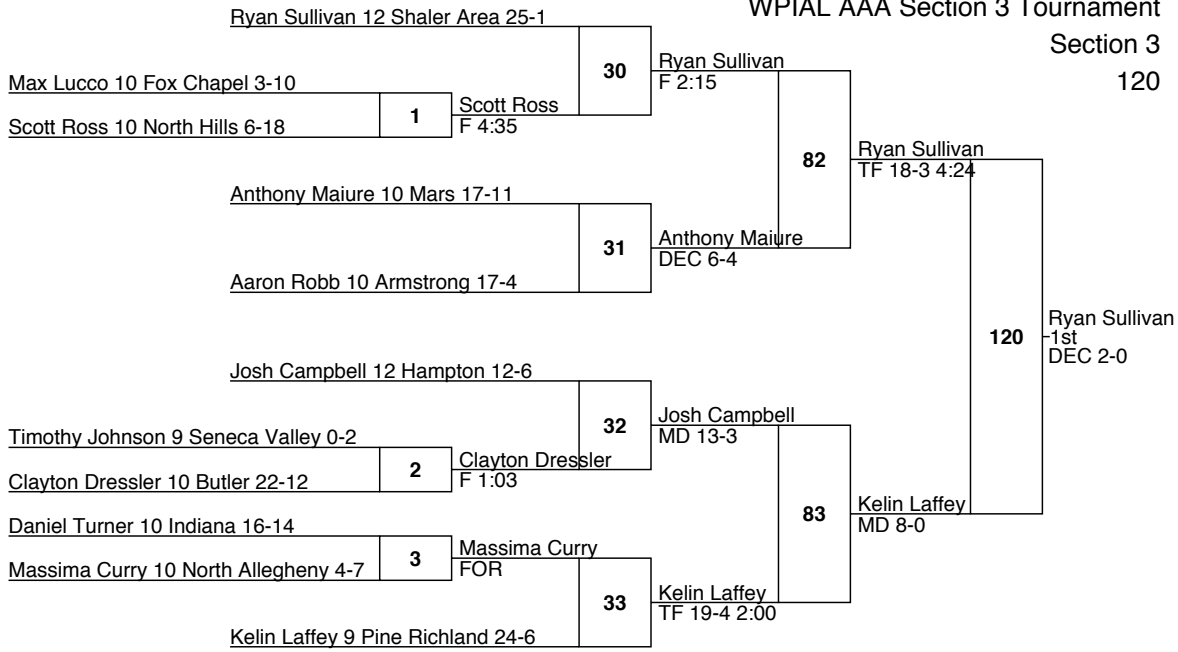 WPIAL AAA Section 3 Tournament
Section 3
120
Ryan Sullivan 12 Shaler Area 25-1
30
Ryan Sullivan
F 2:15
Max Lucco 10 Fox Chapel 3-10
1
Scott Ross
F 4:35
Scott Ross 10 North Hills 6-18
82
Ryan Sullivan
TF 18-3 4:24
Anthony Maiure 10 Mars 17-11
31
Anthony Maiure
DEC 6-4
Aaron Robb 10 Armstrong 17-4
120
Ryan Sullivan
1st
DEC 2-0
Josh Campbell 12 Hampton 12-6
32
Josh Campbell
MD 13-3
Timothy Johnson 9 Seneca Valley 0-2
2
Clayton Dressler
F 1:03
Clayton Dressler 10 Butler 22-12
83
Kelin Laffey
MD 8-0
Daniel Turner 10 Indiana 16-14
3
Massima Curry
FOR
Massima Curry 10 North Allegheny 4-7
33
Kelin Laffey
TF 19-4 2:00
Kelin Laffey 9 Pine Richland 24-6